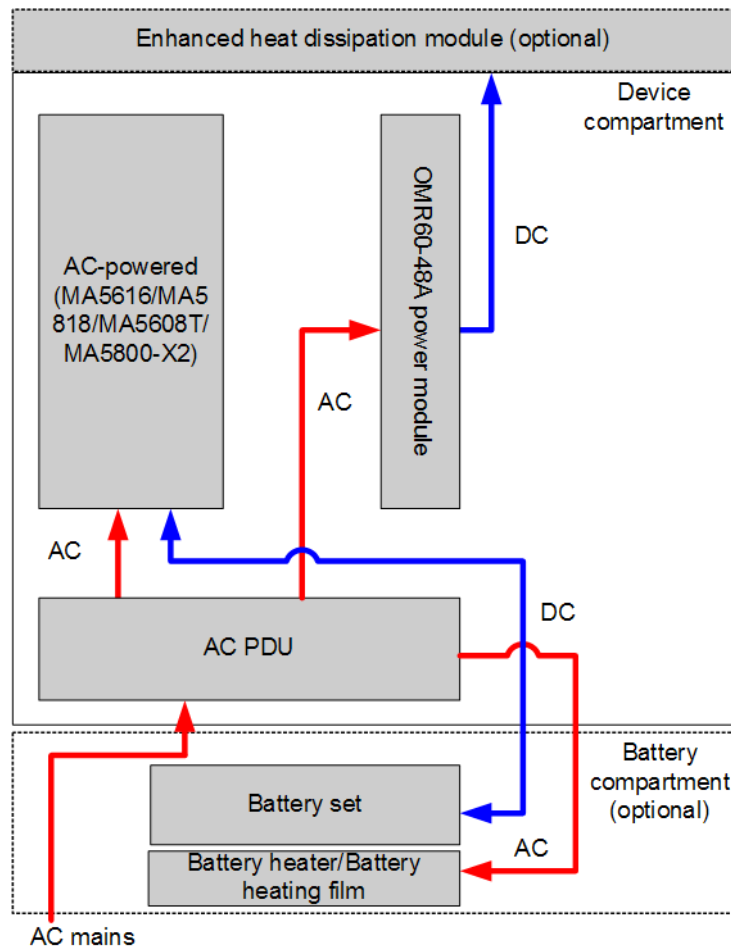 Enhanced heat dissipation module (optional)
Device
compartment
AC-powered
(MA5616/MA5
818/MA5608T/
MA5800-X2)
OMR60-48A power module
DC
AC
AC
DC
AC PDU
Battery
compartment
(optional)
Battery set
AC
Battery heater/Battery
heating film
AC mains